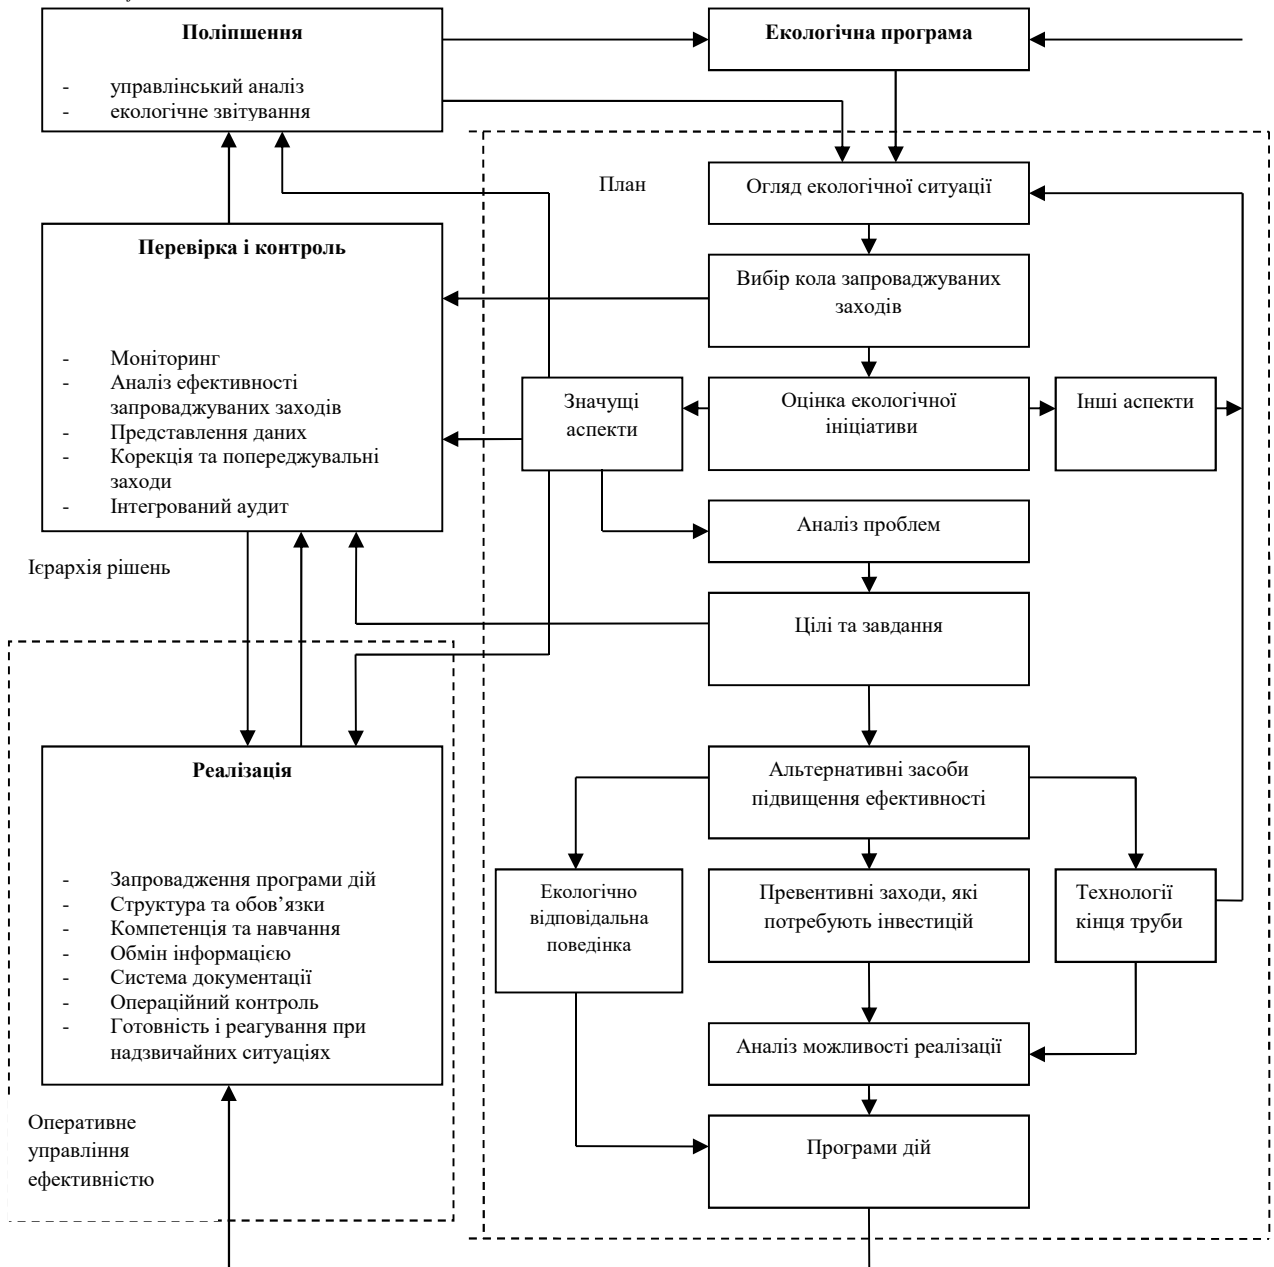 Поліпшення
- управлінський аналіз
- екологічне звітування
Екологічна програма
План
Огляд екологічної ситуації
Перевірка і контроль
- Моніторинг
- Аналіз ефективності
запроваджуваних заходів
- Представлення даних
- Корекція та попереджувальні
заходи
- Інтегрований аудит
Вибір кола запроваджуваних
заходів
Значущі
аспекти
Оцінка екологічної
ініціативи
Інші аспекти
Аналіз проблем
Ієрархія рішень
Цілі та завдання
Реалізація
- Запровадження програми дій
- Структура та обов’язки
- Компетенція та навчання
- Обмін інформацією
- Система документації
- Операційний контроль
- Готовність і реагування при
надзвичайних ситуаціях
Альтернативні засоби
підвищення ефективності
Екологічно
відповідальна
поведінка
Превентивні заходи, які
потребують інвестицій
Технології
кінця труби
Аналіз можливості реалізації
Оперативне
управління
ефективністю
Програми дій